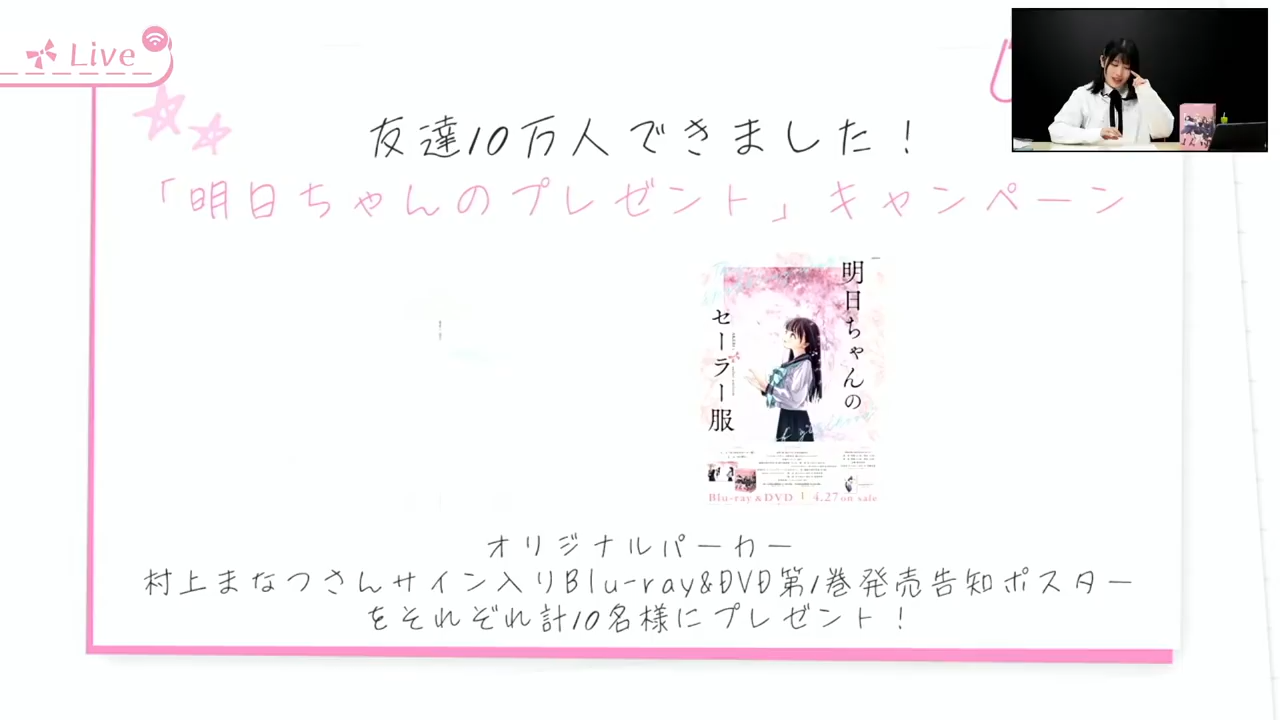 Live
友達10万人できました!
「明日ちゃんのプレゼント」キャンペーン
明日ちゃんの
セーラー服
Blu-ray & DVD | 4.27 on sale
オリジナルパーカー
村上まなつさんサイン入りBlu-ray&DVD第1巻発売告知ポスター
をそれぞれ計10名様にプレゼント!